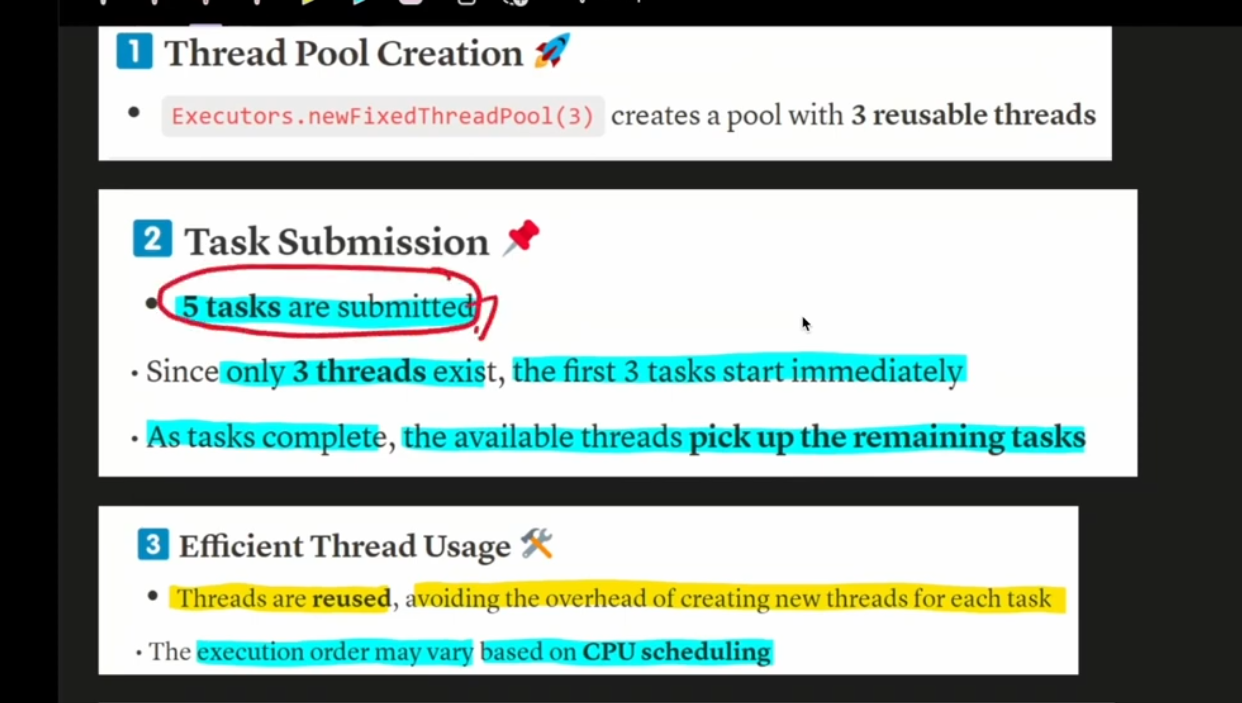 1 Thread Pool Creation 🚀
• Executors.newFixedThreadPool(3) creates a pool with 3 reusable threads
2 Task Submission 📌
• 5 tasks are submitted
• Since only 3 threads exist, the first 3 tasks start immediately
• As tasks complete, the available threads pick up the remaining tasks
3 Efficient Thread Usage 🛠️
• Threads are reused, avoiding the overhead of creating new threads for each task
• The execution order may vary based on CPU scheduling